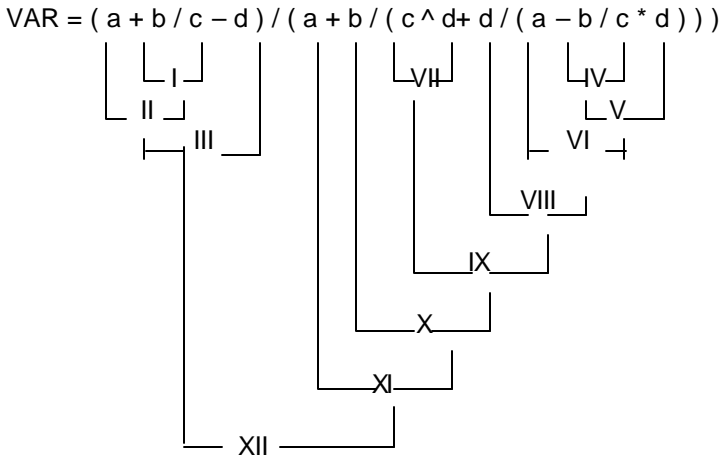 VAR = ( a + b / c – d ) / ( a + b / ( c ^ d+ d / ( a – b / c * d ) ) )
I VII IV
II V
III VI
VIII
IX
X
XI
XII